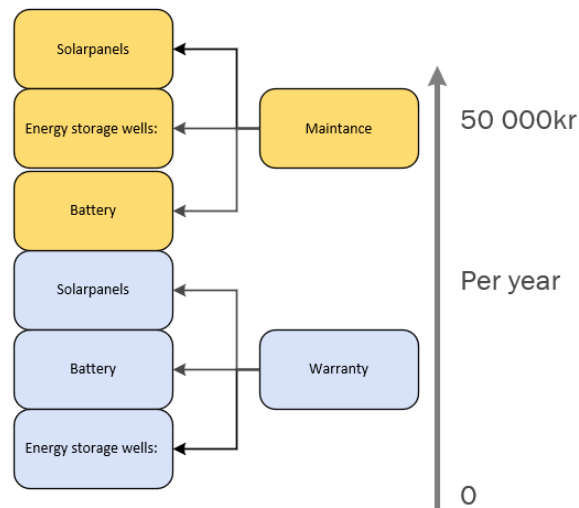 Solarpanels
Energy storage wells:
Maintance
50 000kr
Battery
Solarpanels
Per year
Battery
Warranty
Energy storage wells:
0